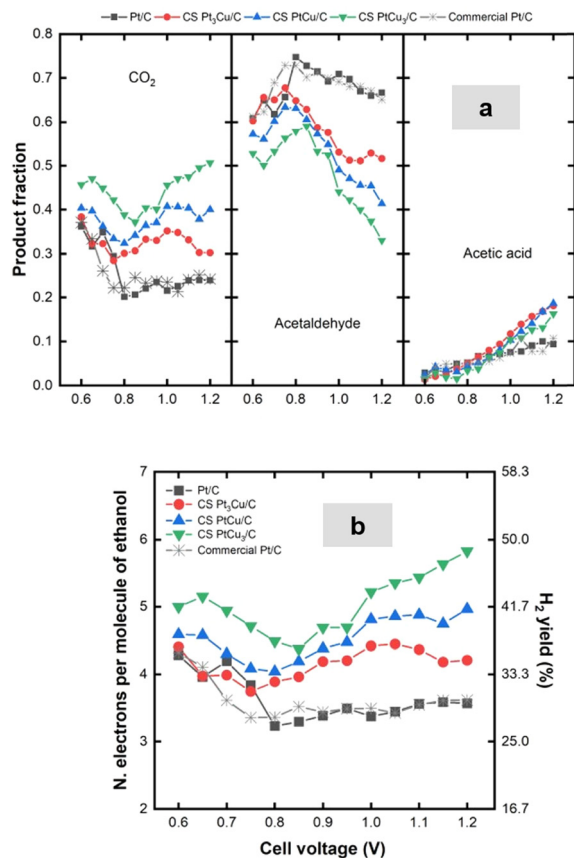 Pt/C CS Pt₃Cu/C CS PtCu/C CS PtCu₃/C Commercial Pt/C
Product fraction
0.8
0.7
0.6
0.5
0.4
0.3
0.2
0.1
0.0
CO₂
Acetaldehyde
a
Acetic acid
0.6 0.8 1.0 1.2 0.6 0.8 1.0 1.2 0.6 0.8 1.0 1.2
N. electrons per molecule of ethanol
7
6
5
4
3
2
Pt/C
CS Pt₃Cu/C
CS PtCu/C
CS PtCu₃/C
Commercial Pt/C
b
58.3
50.0
41.7
33.3
25.0
16.7
H₂ yield (%)
0.6 0.7 0.8 0.9 1.0 1.1 1.2
Cell voltage (V)